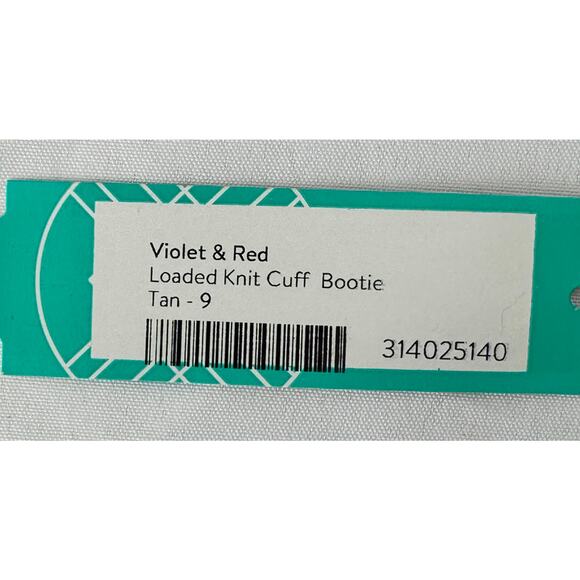 Violet & Red
Loaded Knit Cuff Bootie
Tan - 9
314025140